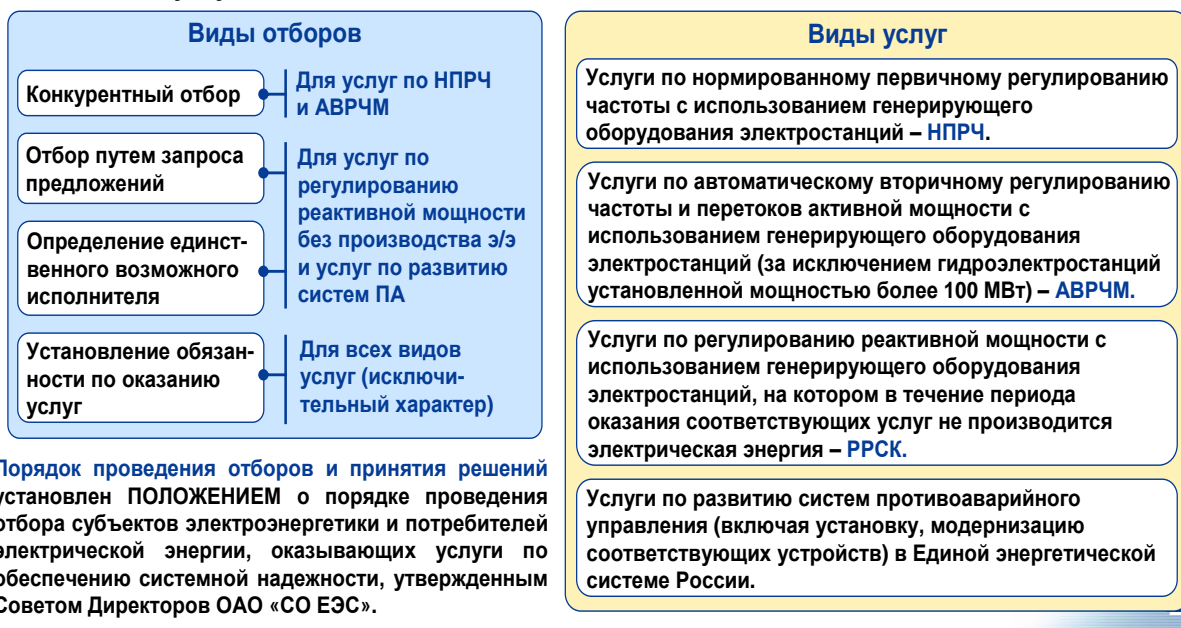 Виды отборов
Конкурентный отбор
Для услуг по НПРЧ
и АВРЧМ
Отбор путем запроса
предложений
Определение единст-
венного возможного
исполнителя
Для услуг по
регулированию
реактивной мощности
без производства э/э
и услуг по развитию
систем ПА
Установление обязан-
ности по оказанию
услуг
Для всех видов
услуг (исключи-
тельный характер)
Порядок проведения отборов и принятия решений
установлен ПОЛОЖЕНИЕМ о порядке проведения
отбора субъектов электроэнергетики и потребителей
электрической энергии, оказывающих услуги по
обеспечению системной надежности, утвержденным
Советом Директоров ОАО «СО ЕЭС».
Виды услуг
Услуги по нормированному первичному регулированию
частоты с использованием генерирующего
оборудования электростанций – НПРЧ.
Услуги по автоматическому вторичному регулированию
частоты и перетоков активной мощности с
использованием генерирующего оборудования
электростанций (за исключением гидроэлектростанций
установленной мощностью более 100 МВт) – АВРЧМ.
Услуги по регулированию реактивной мощности с
использованием генерирующего оборудования
электростанций, на котором в течение периода
оказания соответствующих услуг не производится
электрическая энергия – РРСК.
Услуги по развитию систем противоаварийного
управления (включая установку, модернизацию
соответствующих устройств) в Единой энергетической
системе России.